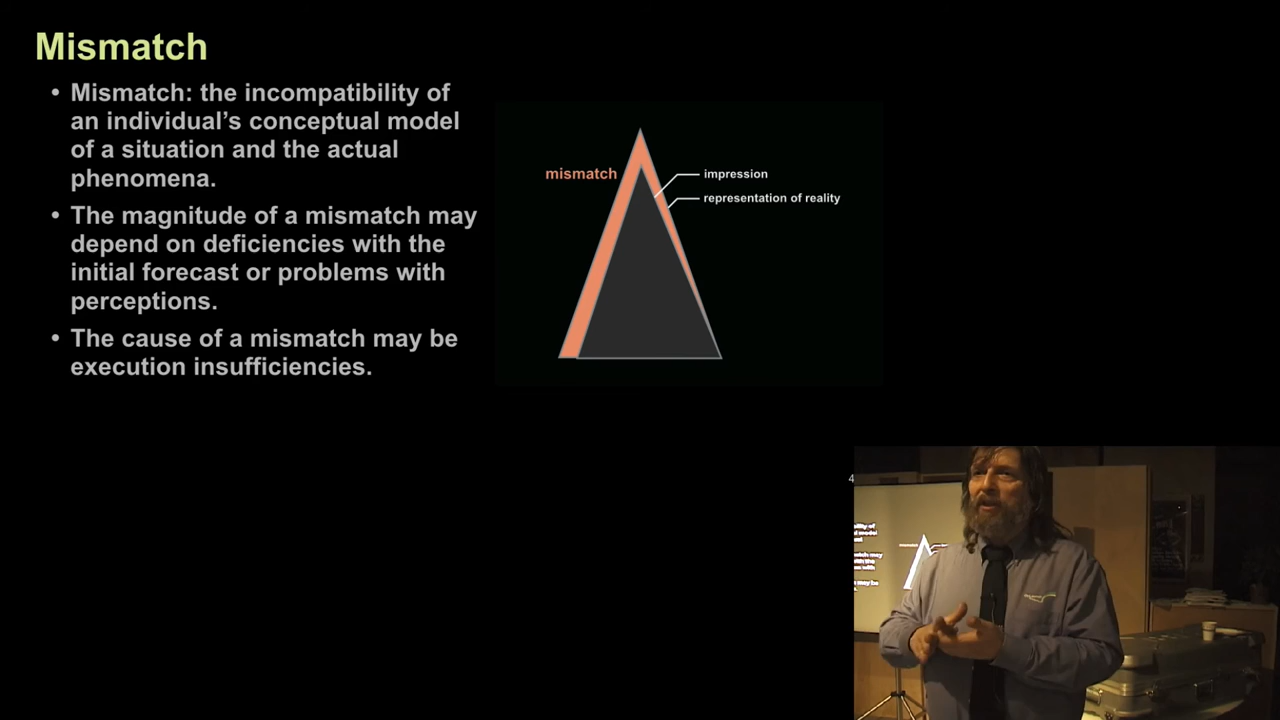 Mismatch
• Mismatch: the incompatibility of
an individual’s conceptual model
of a situation and the actual
phenomena.
• The magnitude of a mismatch may
depend on deficiencies with the
initial forecast or problems with
perceptions.
• The cause of a mismatch may be
execution insufficiencies.
mismatch
impression
representation of reality
4